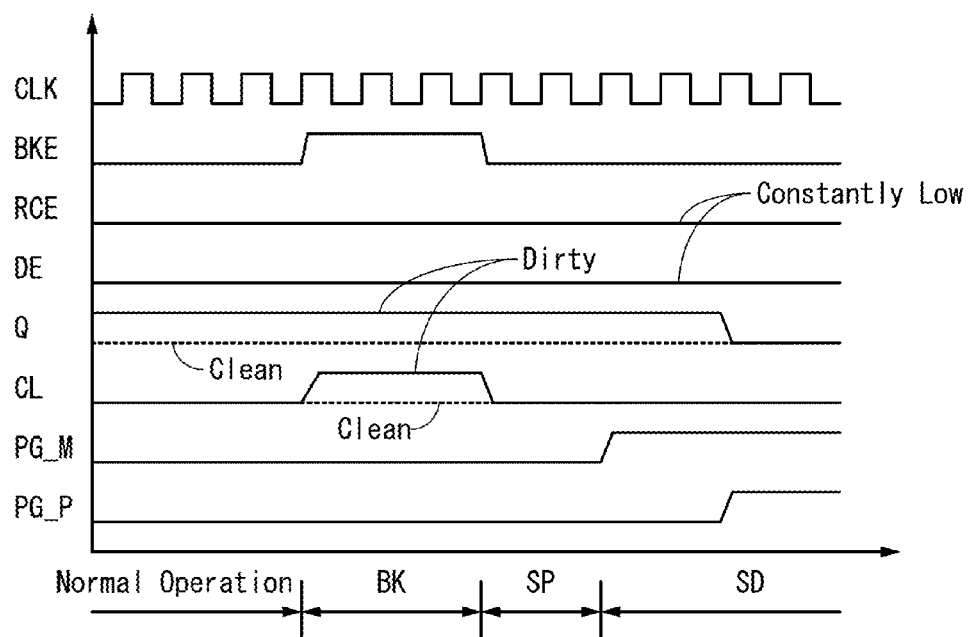 CLK
BKE
RCE
Constantly Low
DE
Dirty
Q
Clean
CL
Clean
PG_M
PG_P
Normal Operation BK SP SD